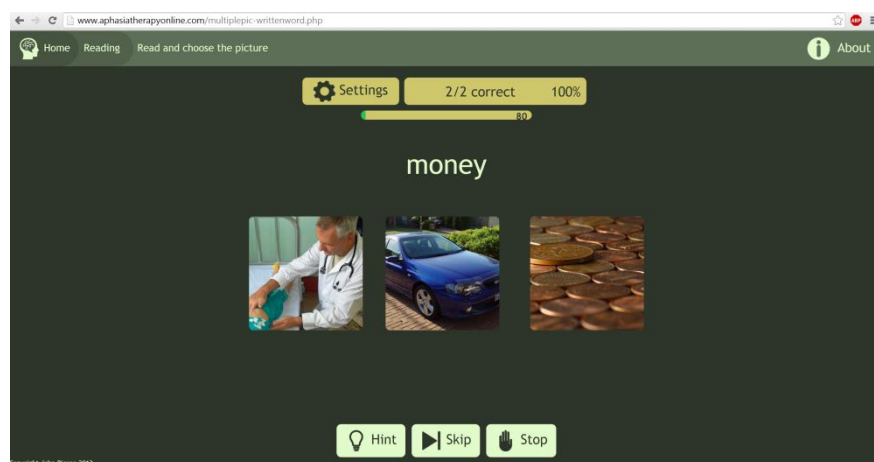 www.aphasiatherapyonline.com/multiplepic-writtenword.php
ABP
Home Reading Read and choose the picture About
Settings 2/2 correct 100%
80
money
Hint Skip Stop